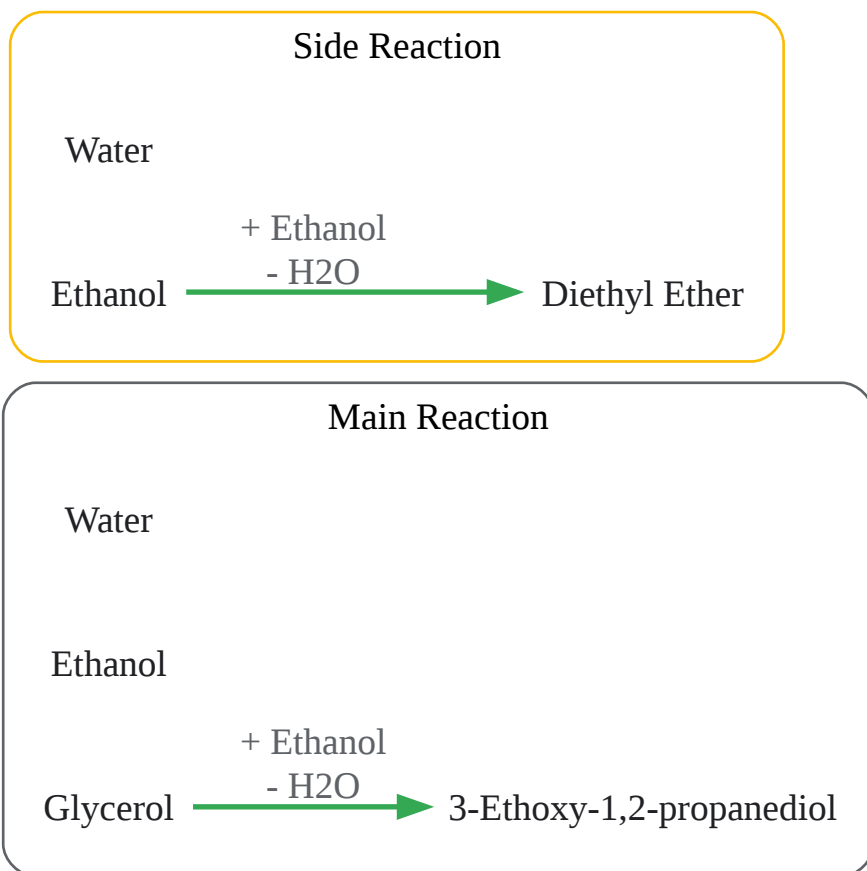 Side Reaction
Water
+ Ethanol
- H2O
Ethanol
Diethyl Ether
Main Reaction
Water
Ethanol
+ Ethanol
- H2O
Glycerol
3-Ethoxy-1,2-propanediol